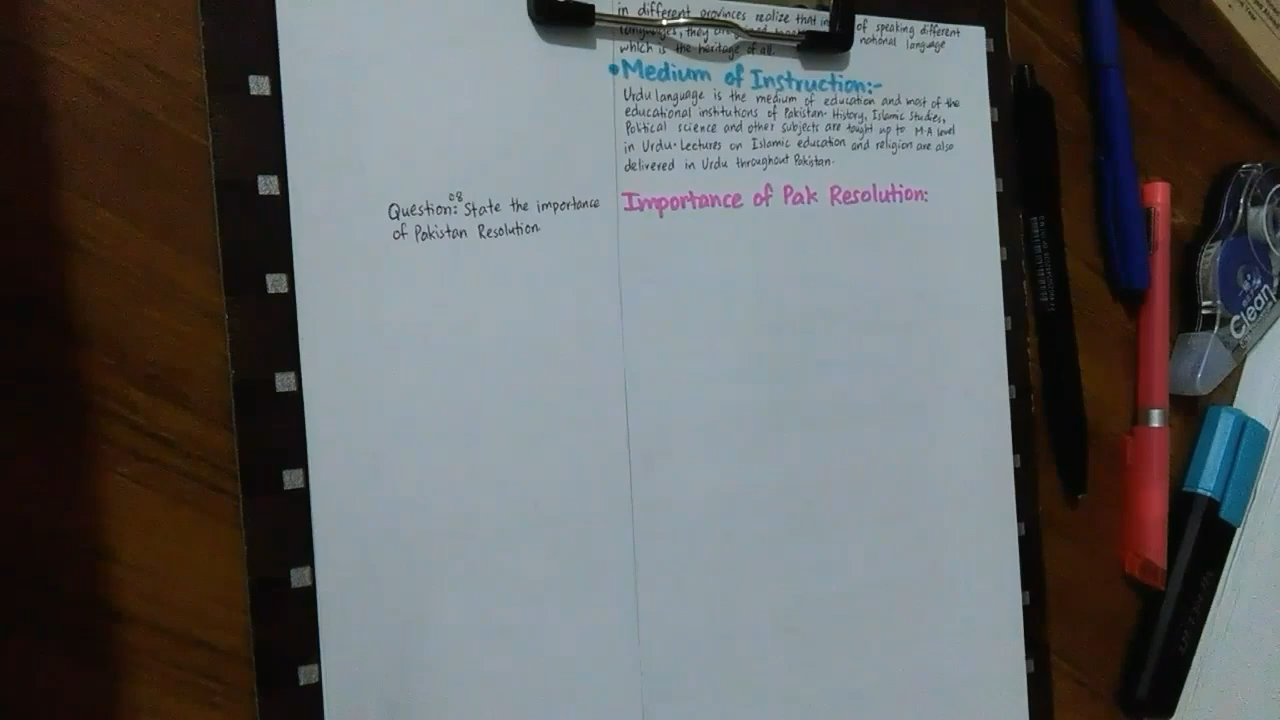 in different provinces realize that in of speaking different
languages, they are national language
which is the heritage of all.
•Medium of Instruction:-
Urdu language is the medium of education and most of the
educational institutions of Pakistan. History, Islamic Studies,
Political science and other subjects are taught up to M.A level
in Urdu. Lectures on Islamic education and religion are also
delivered in Urdu throughout Pakistan.
Question:08 State the importance
of Pakistan Resolution.
Importance of Pak Resolution:
Clean